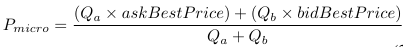 P_{micro} = \frac{(Q_a \times askBestPrice) + (Q_b \times bidBestPrice)}{Q_a + Q_b}